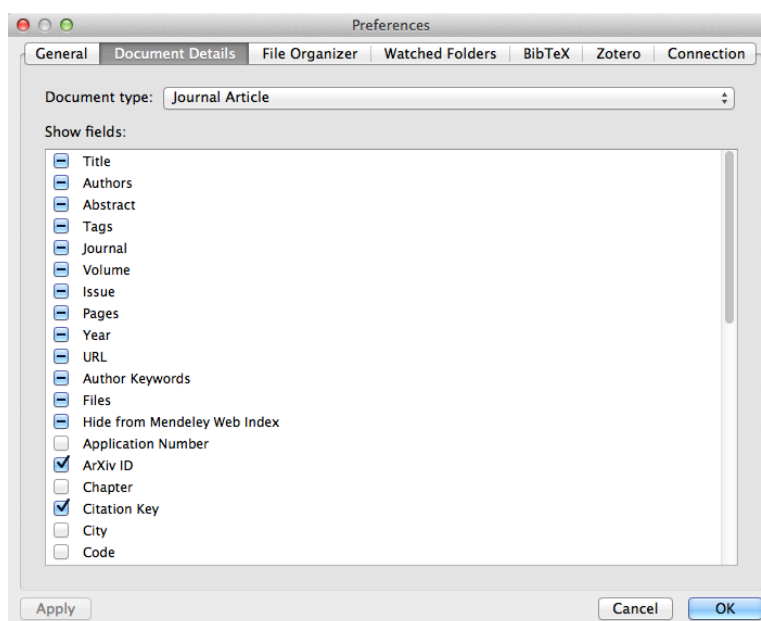 Preferences
General Document Details File Organizer Watched Folders BibTeX Zotero Connection
Document type: Journal Article
Show fields:
Title
Authors
Abstract
Tags
Journal
Volume
Issue
Pages
Year
URL
Author Keywords
Files
Hide from Mendeley Web Index
Application Number
ArXiv ID
Chapter
Citation Key
City
Code
Apply Cancel OK